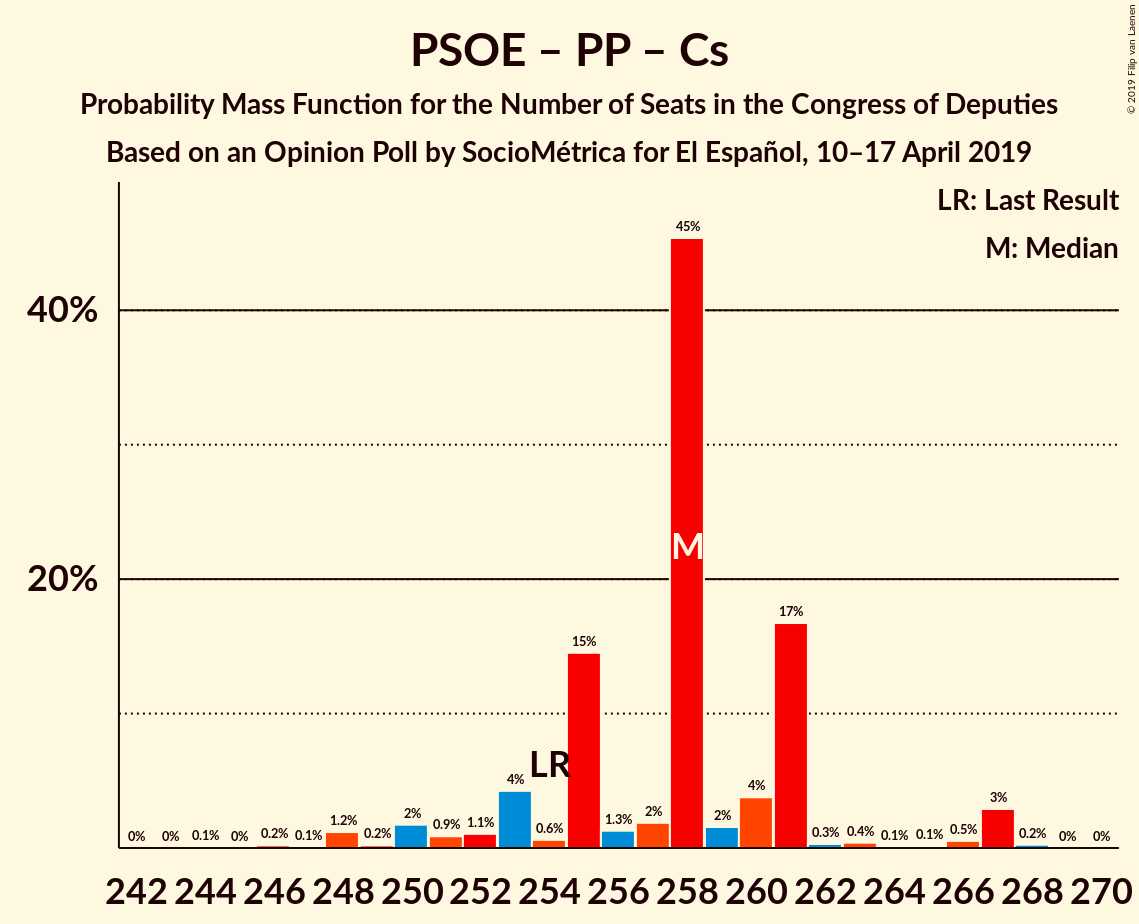 PSOE – PP – Cs
Probability Mass Function for the Number of Seats in the Congress of Deputies
Based on an Opinion Poll by SocioMétrica for El Español, 10–17 April 2019
© 2019 Filip van Laenen
LR: Last Result
M: Median
45%
40%
M
20%
17%
15%
LR
4% 4%
3%
0% 0% 0.1% 0% 0.2% 0.1% 1.2% 0.2% 2% 0.9% 1.1% 0.6% 1.3% 2% 2% 0.3% 0.4% 0.1% 0.1% 0.5% 0.2% 0% 0%
242 244 246 248 250 252 254 256 258 260 262 264 266 268 270